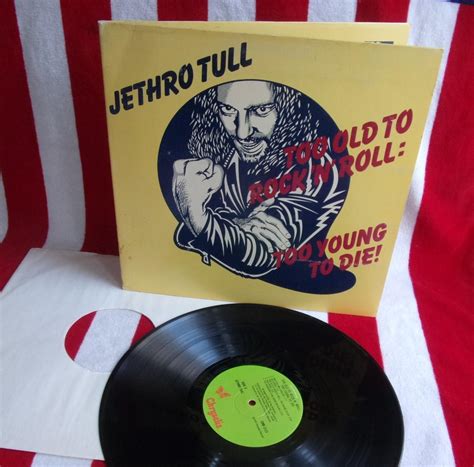 JETHRO TULL
TOO OLD TO
ROCK 'N' ROLL:
TOO YOUNG
TO DIE!
Chrysalis